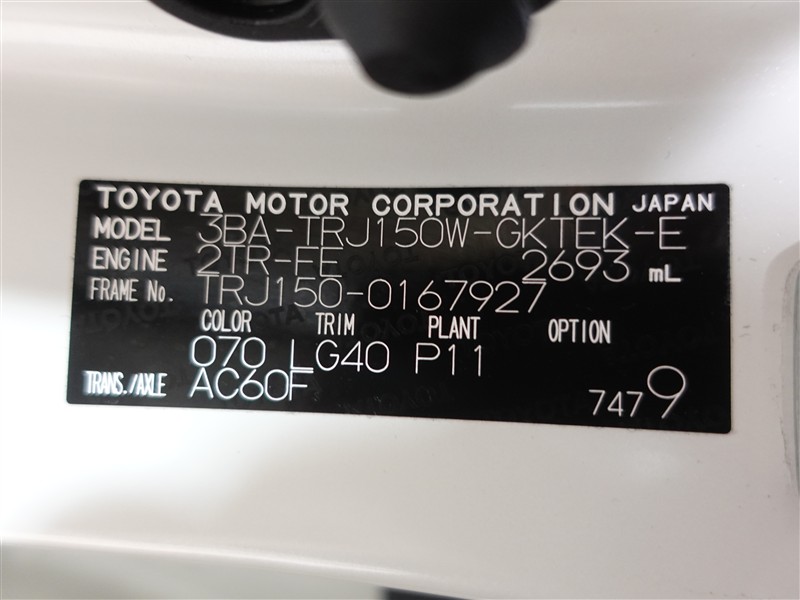 TOYOTA MOTOR CORPORATION JAPAN
MODEL 3BA-TRJ150W-GKTEK-E
ENGINE 2TR-FE 2693 mL
FRAME No. TRJ150-0167927
COLOR TRIM PLANT OPTION
070 LG40 P11
TRANS./AXLE AC60F
7479